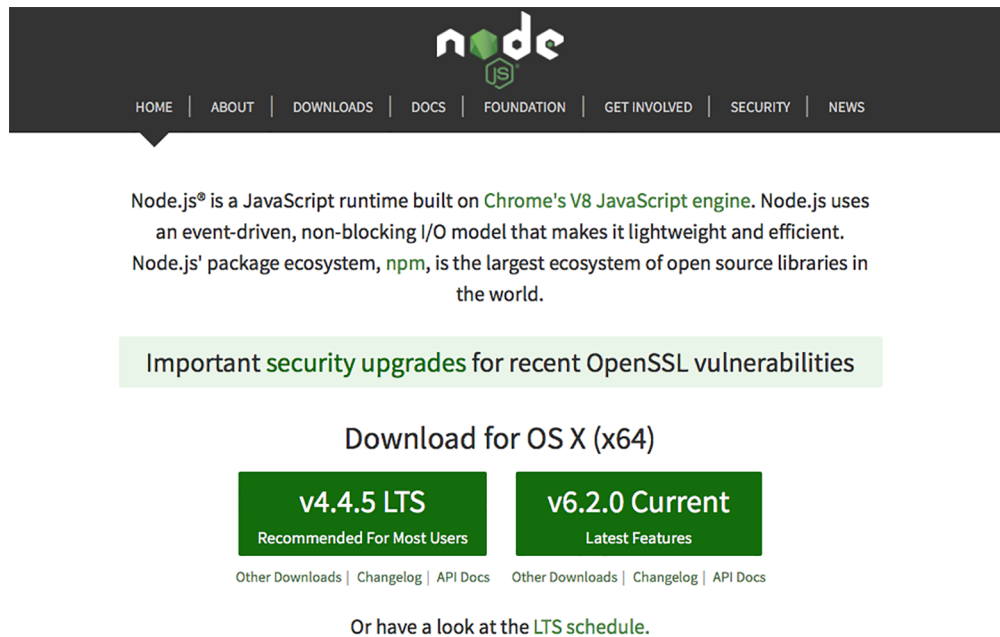 node
JS
HOME | ABOUT | DOWNLOADS | DOCS | FOUNDATION | GET INVOLVED | SECURITY | NEWS
Node.js® is a JavaScript runtime built on Chrome's V8 JavaScript engine. Node.js uses
an event-driven, non-blocking I/O model that makes it lightweight and efficient.
Node.js' package ecosystem, npm, is the largest ecosystem of open source libraries in
the world.
Important security upgrades for recent OpenSSL vulnerabilities
Download for OS X (x64)
v4.4.5 LTS
Recommended For Most Users
Other Downloads | Changelog | API Docs
v6.2.0 Current
Latest Features
Other Downloads | Changelog | API Docs
Or have a look at the LTS schedule.